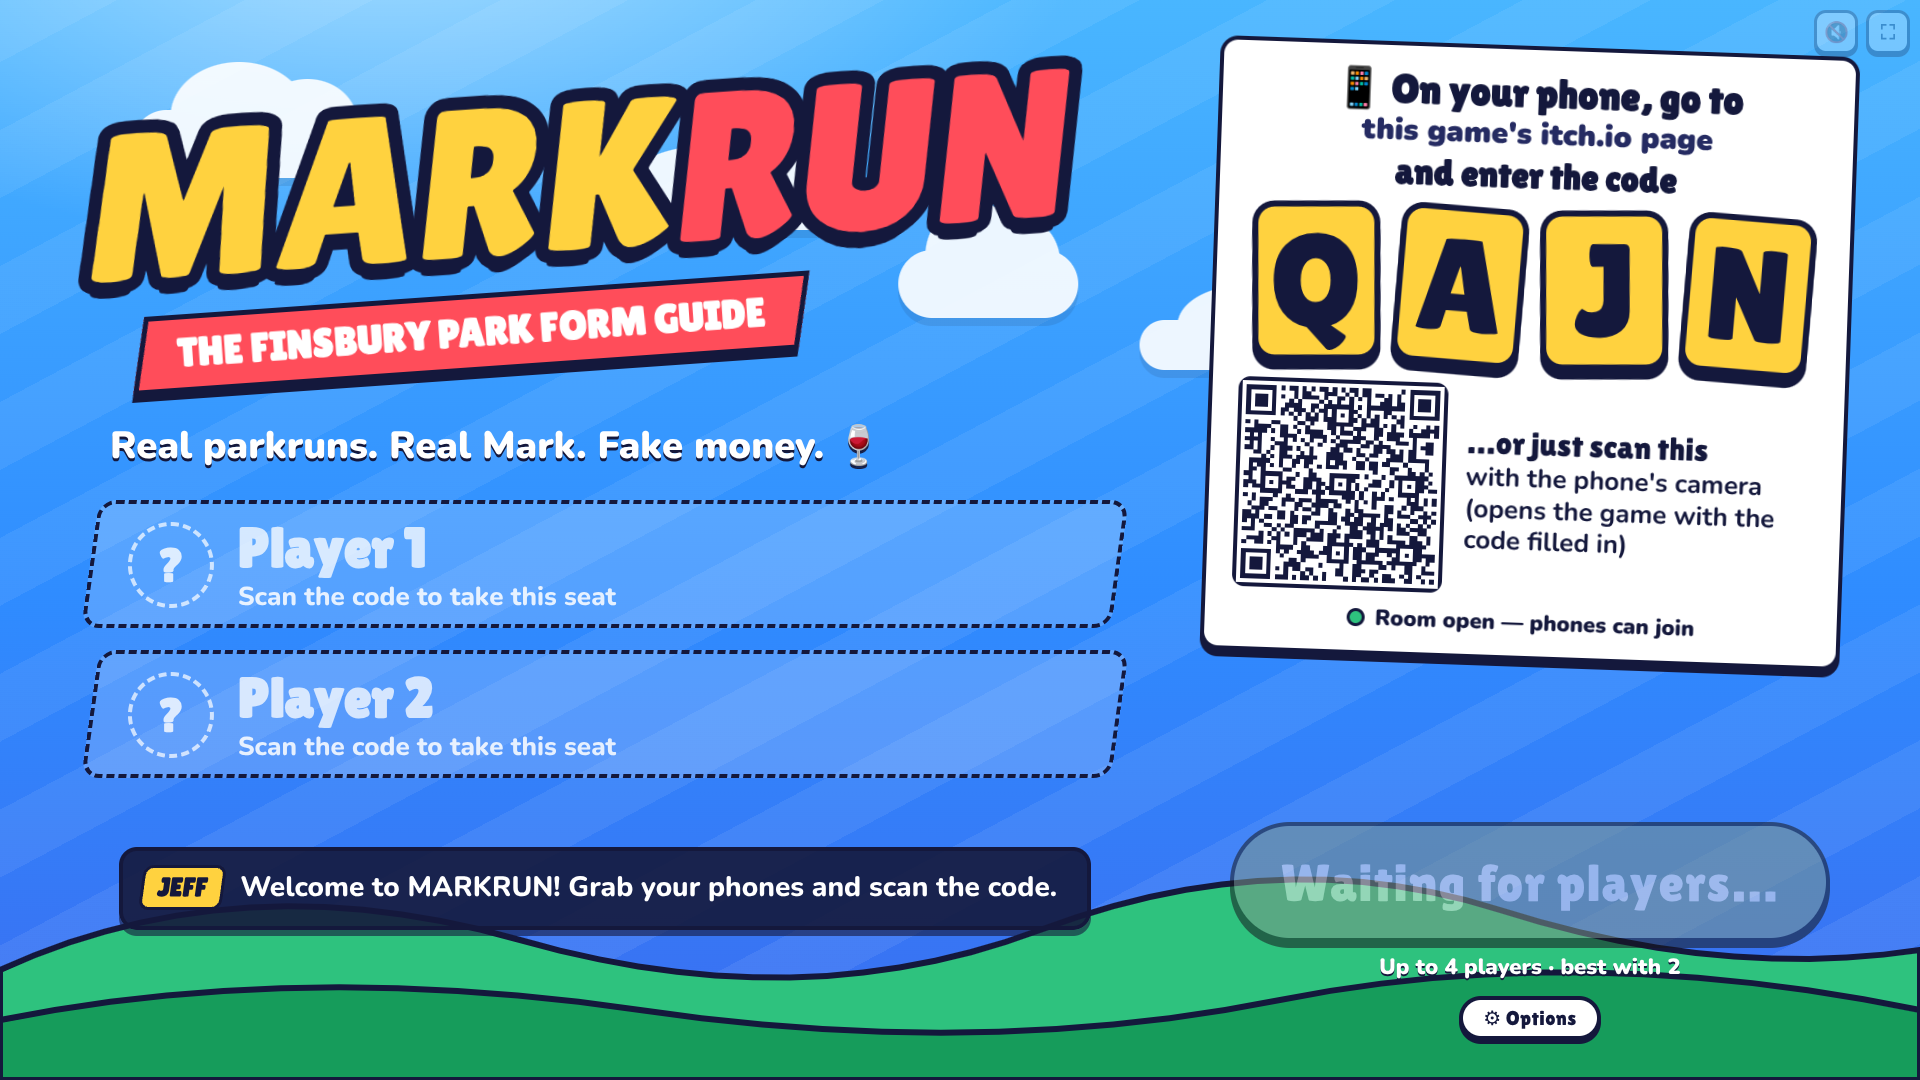 MARKRUN
THE FINSBURY PARK FORM GUIDE
Real parkruns. Real Mark. Fake money.
?
Player 1
Scan the code to take this seat
?
Player 2
Scan the code to take this seat
JEFF Welcome to MARKRUN! Grab your phones and scan the code.
On your phone, go to
this game's itch.io page
and enter the code
Q A J N
...or just scan this
with the phone's camera
(opens the game with the
code filled in)
Room open — phones can join
Waiting for players...
Up to 4 players · best with 2
Options